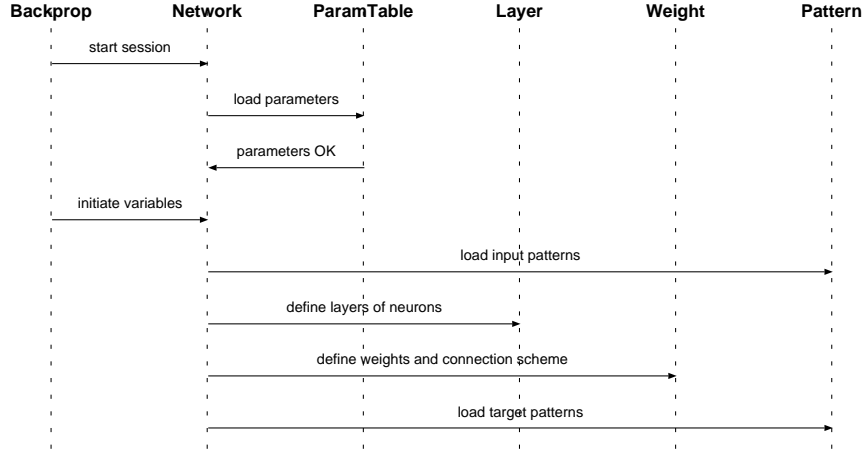 Backprop Network ParamTable Layer Weight Pattern
start session
load parameters
parameters OK
initiate variables
load input patterns
define layers of neurons
define weights and connection scheme
load target patterns